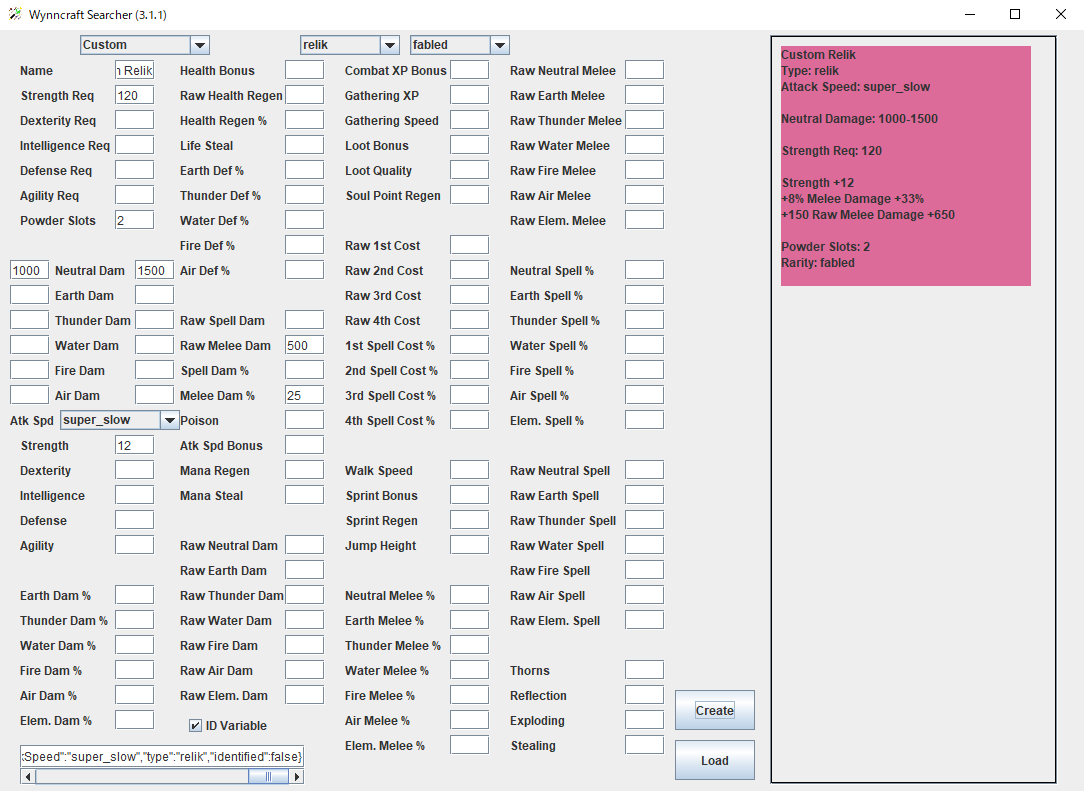 Wynncraft Searcher (3.1.1)
Custom relik fabled
Name n Relik Health Bonus Combat XP Bonus Raw Neutral Melee
Strength Req 120 Raw Health Regen Gathering XP Raw Earth Melee
Dexterity Req Health Regen % Gathering Speed Raw Thunder Melee
Intelligence Req Life Steal Loot Bonus Raw Water Melee
Defense Req Earth Def % Loot Quality Raw Fire Melee
Agility Req Thunder Def % Soul Point Regen Raw Air Melee
Powder Slots 2 Water Def % Raw Elem. Melee
Fire Def % Raw 1st Cost
1000 Neutral Dam 1500 Air Def % Raw 2nd Cost Neutral Spell %
Earth Dam Raw 3rd Cost Earth Spell %
Thunder Dam Raw Spell Dam Raw 4th Cost Thunder Spell %
Water Dam Raw Melee Dam 500 1st Spell Cost % Water Spell %
Fire Dam Spell Dam % 2nd Spell Cost % Fire Spell %
Air Dam Melee Dam % 25 3rd Spell Cost % Air Spell %
Atk Spd super_slow Poison 4th Spell Cost % Elem. Spell %
Strength 12 Atk Spd Bonus
Dexterity Mana Regen Walk Speed Raw Neutral Spell
Intelligence Mana Steal Sprint Bonus Raw Earth Spell
Defense Sprint Regen Raw Thunder Spell
Agility Raw Neutral Dam Jump Height Raw Water Spell
Raw Earth Dam Raw Fire Spell
Earth Dam % Raw Thunder Dam Neutral Melee % Raw Air Spell
Thunder Dam % Raw Water Dam Earth Melee % Raw Elem. Spell
Water Dam % Raw Fire Dam Thunder Melee %
Fire Dam % Raw Air Dam Water Melee % Thorns
Air Dam % Raw Elem. Dam Fire Melee % Reflection
Elem. Dam % ID Variable Air Melee % Exploding
Elem. Melee % Stealing
:Speed":"super_slow","type":"relik","identified":false}
Create
Load
Custom Relik
Type: relik
Attack Speed: super_slow
Neutral Damage: 1000-1500
Strength Req: 120
Strength +12
+8% Melee Damage +33%
+150 Raw Melee Damage +650
Powder Slots: 2
Rarity: fabled